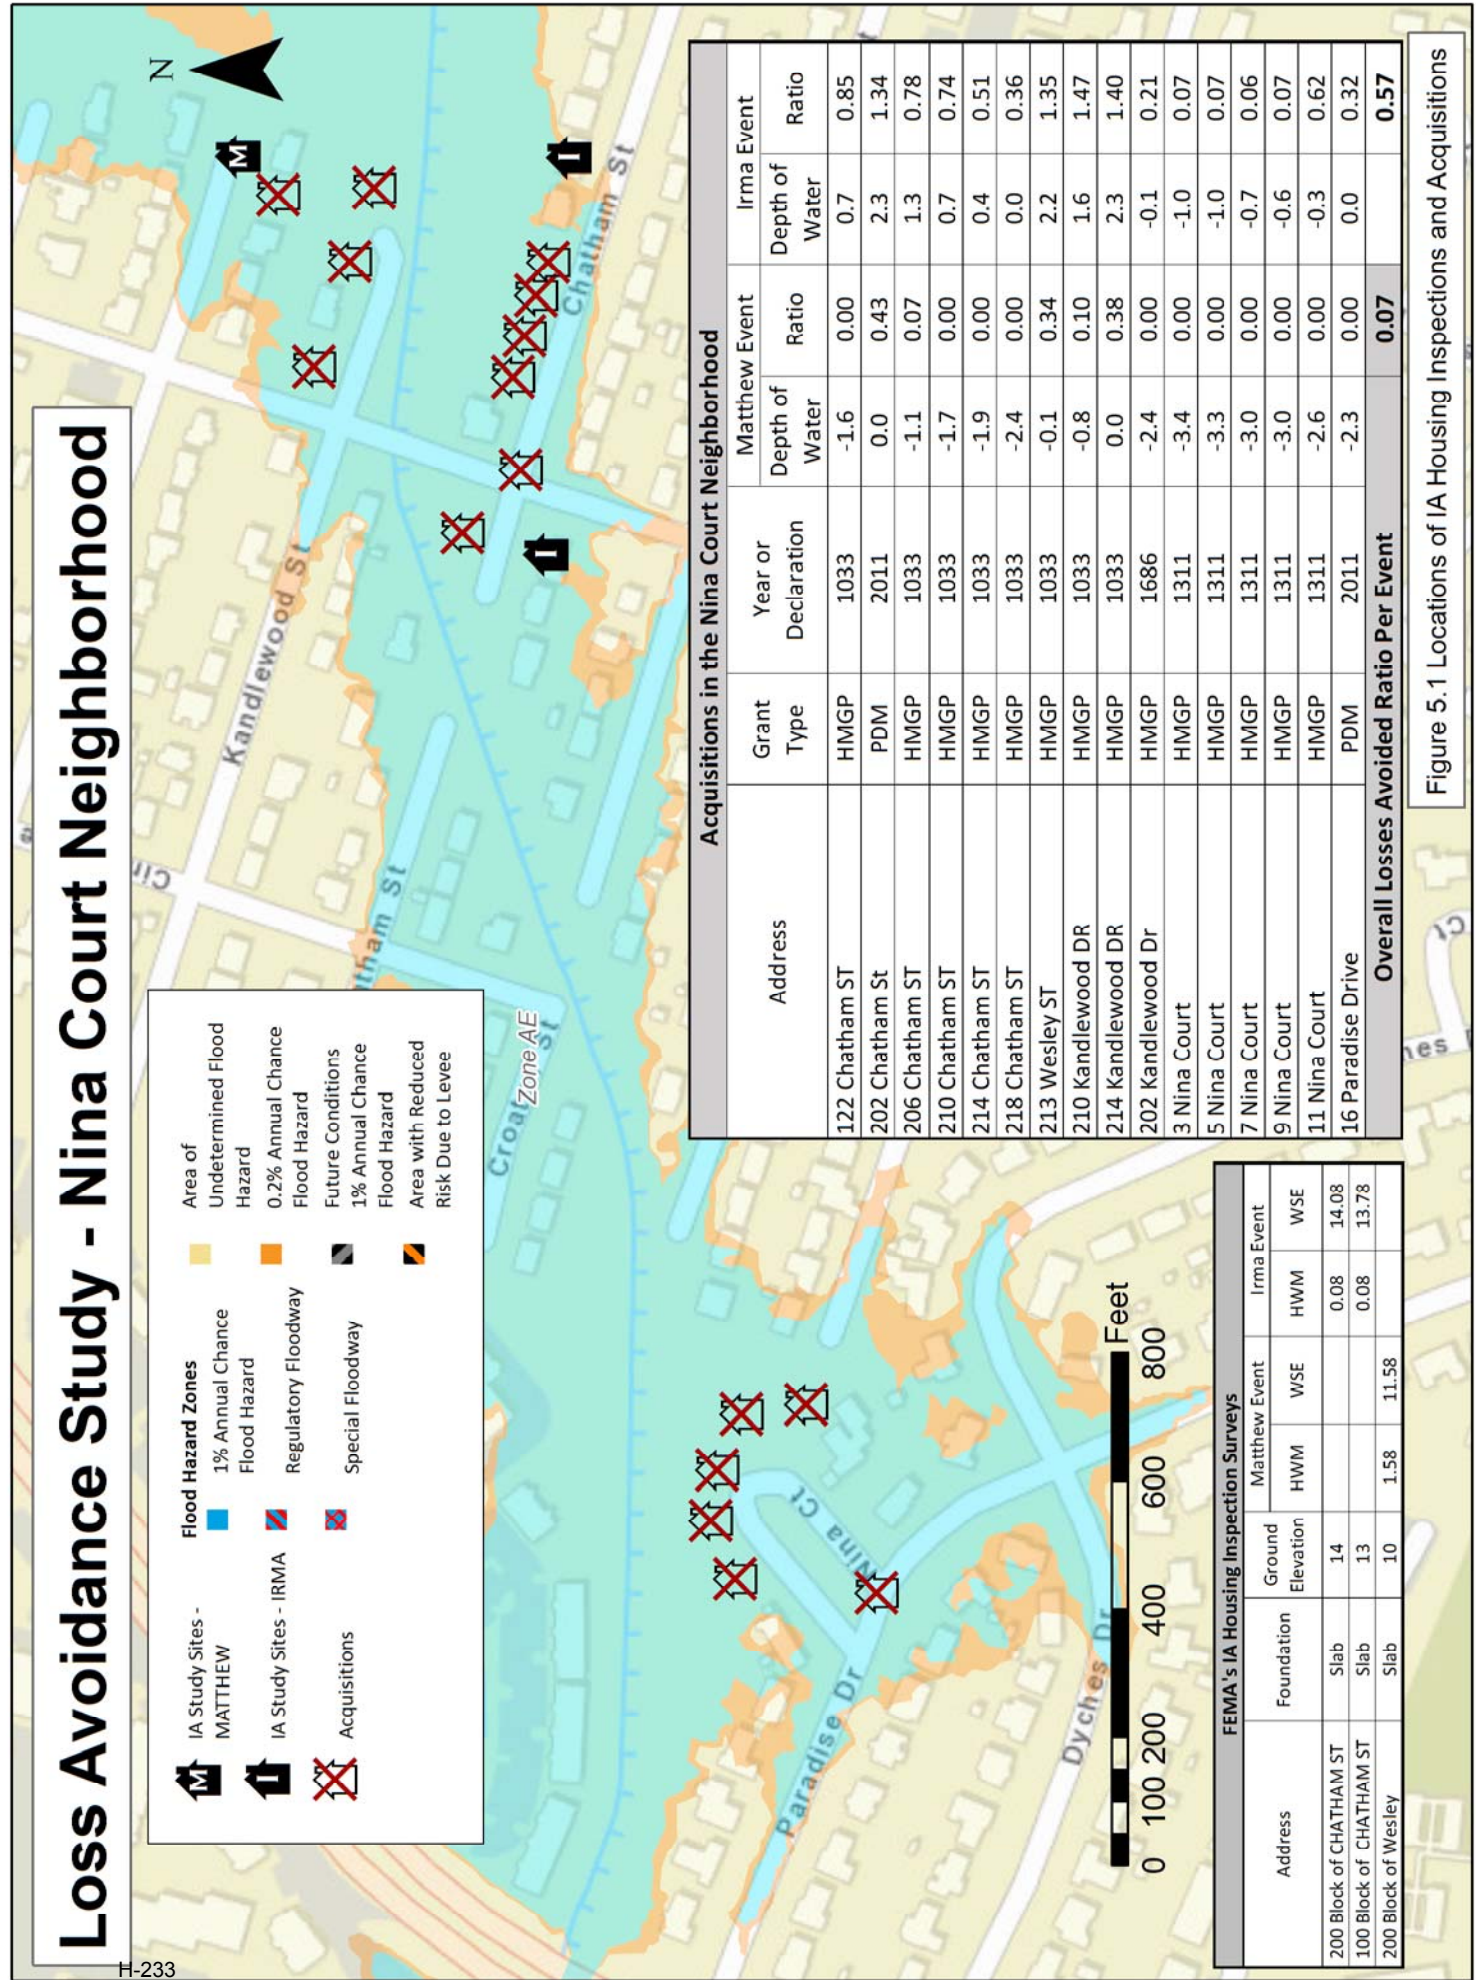 Loss Avoidance Study - Nina Court Neighborhood
IA Study Sites -
MATTHEW
IA Study Sites - IRMA
Acquisitions
Flood Hazard Zones
1% Annual Chance
Flood Hazard
Regulatory Floodway
Special Floodway
Area of
Undetermined Flood
Hazard
0.2% Annual Chance
Flood Hazard
Future Conditions
1% Annual Chance
Flood Hazard
Area with Reduced
Risk Due to Levee
M
I
N
M
I
I
Kandlewood St
Chatham St
Croat St
Zone AE
Nina Ct
Paradise Dr
Dyches Dr
Ct
0 100 200 400 600 800
Feet
FEMA's IA Housing Inspection Surveys
Address Foundation Ground Elevation Matthew Event Irma Event
HWM WSE HWM WSE
200 Block of CHATHAM ST Slab 14 0.08 14.08
100 Block of CHATHAM ST Slab 13 0.08 13.78
200 Block of Wesley Slab 10 1.58 11.58
Acquisitions in the Nina Court Neighborhood
Address Grant Type Year or Declaration Matthew Event Irma Event
Depth of Water Ratio Depth of Water Ratio
122 Chatham ST HMGP 1033 -1.6 0.00 0.7 0.85
202 Chatham St PDM 2011 0.0 0.43 2.3 1.34
206 Chatham ST HMGP 1033 -1.1 0.07 1.3 0.78
210 Chatham ST HMGP 1033 -1.7 0.00 0.7 0.74
214 Chatham ST HMGP 1033 -1.9 0.00 0.4 0.51
218 Chatham ST HMGP 1033 -2.4 0.00 0.0 0.36
213 Wesley ST HMGP 1033 -0.1 0.34 2.2 1.35
210 Kandlewood DR HMGP 1033 -0.8 0.10 1.6 1.47
214 Kandlewood DR HMGP 1033 0.0 0.38 2.3 1.40
202 Kandlewood Dr HMGP 1686 -2.4 0.00 -0.1 0.21
3 Nina Court HMGP 1311 -3.4 0.00 -1.0 0.07
5 Nina Court HMGP 1311 -3.3 0.00 -1.0 0.07
7 Nina Court HMGP 1311 -3.0 0.00 -0.7 0.06
9 Nina Court HMGP 1311 -3.0 0.00 -0.6 0.07
11 Nina Court HMGP 1311 -2.6 0.00 -0.3 0.62
16 Paradise Drive PDM 2011 -2.3 0.00 0.0 0.32
Overall Losses Avoided Ratio Per Event 0.07 0.57
Figure 5.1 Locations of IA Housing Inspections and Acquisitions
H-233